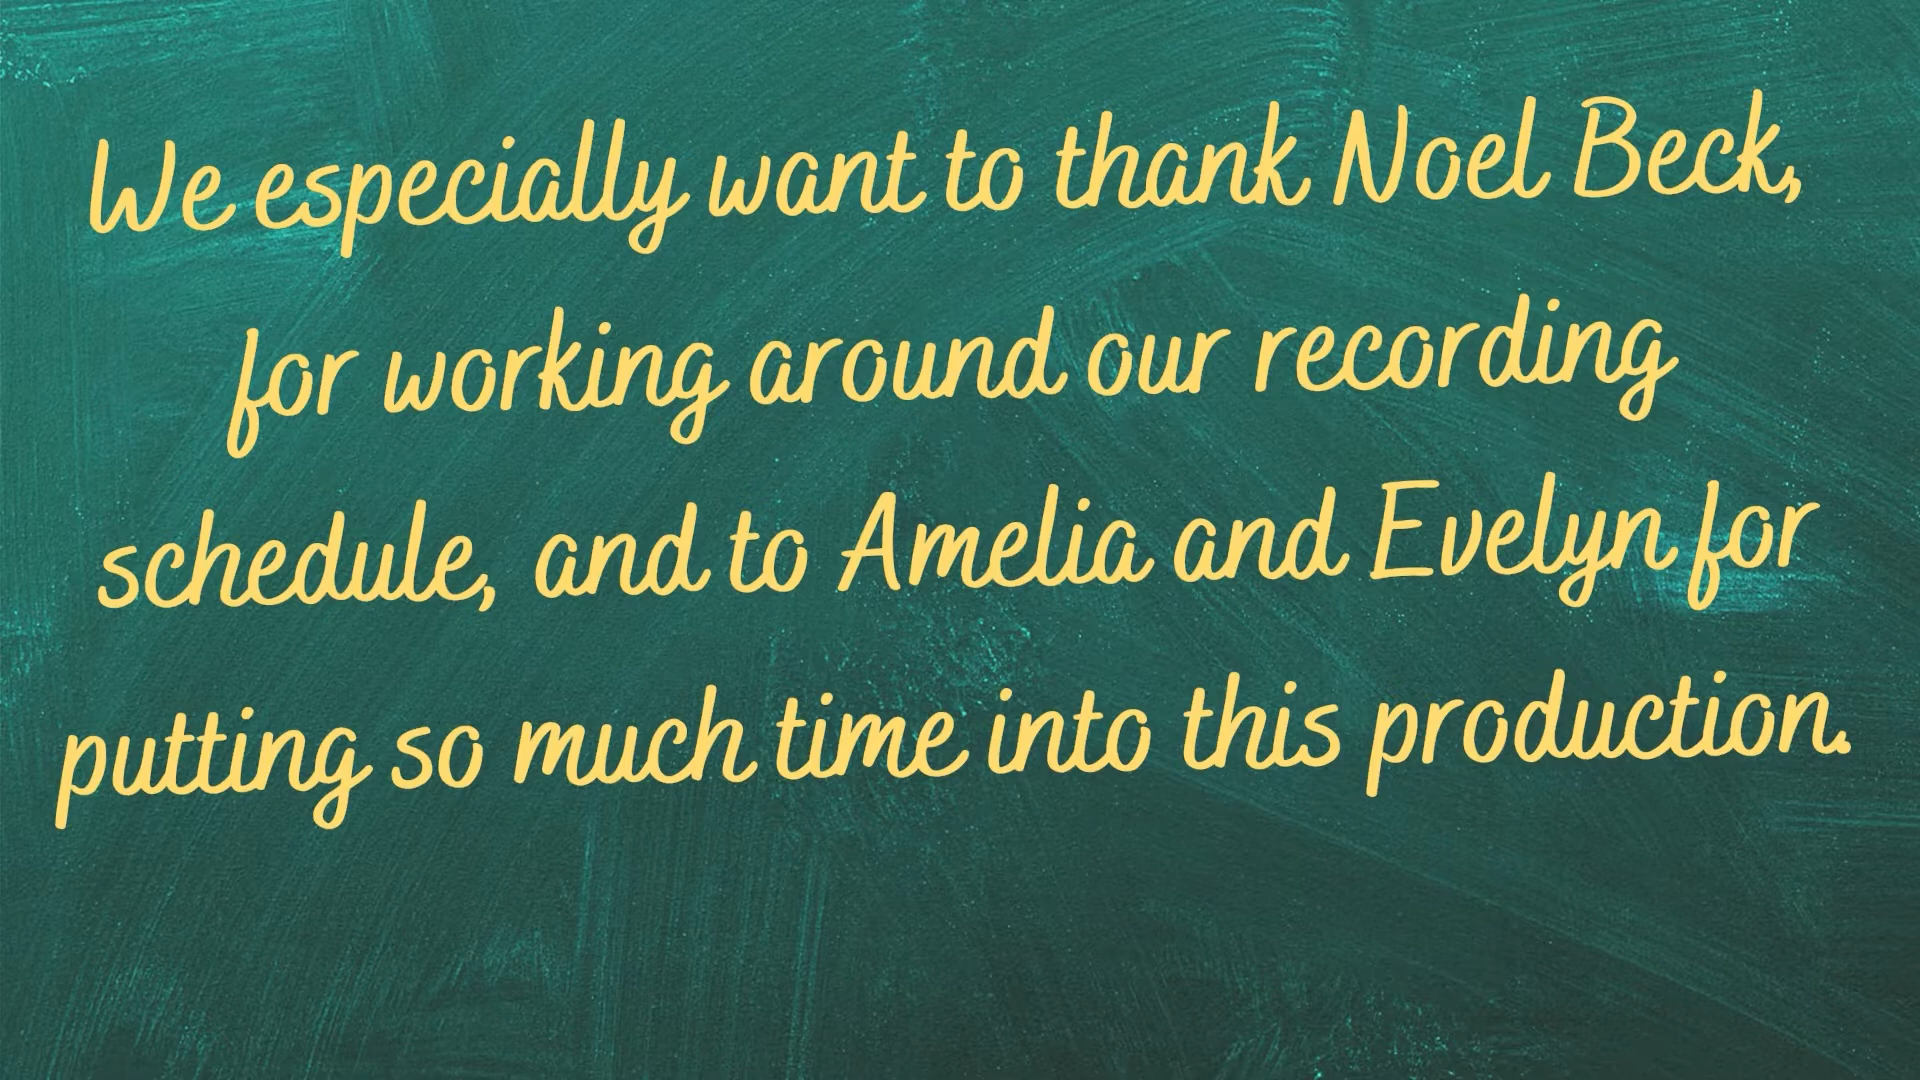 We especially want to thank Noel Beck,
for working around our recording
schedule, and to Amelia and Evelyn for
putting so much time into this production.